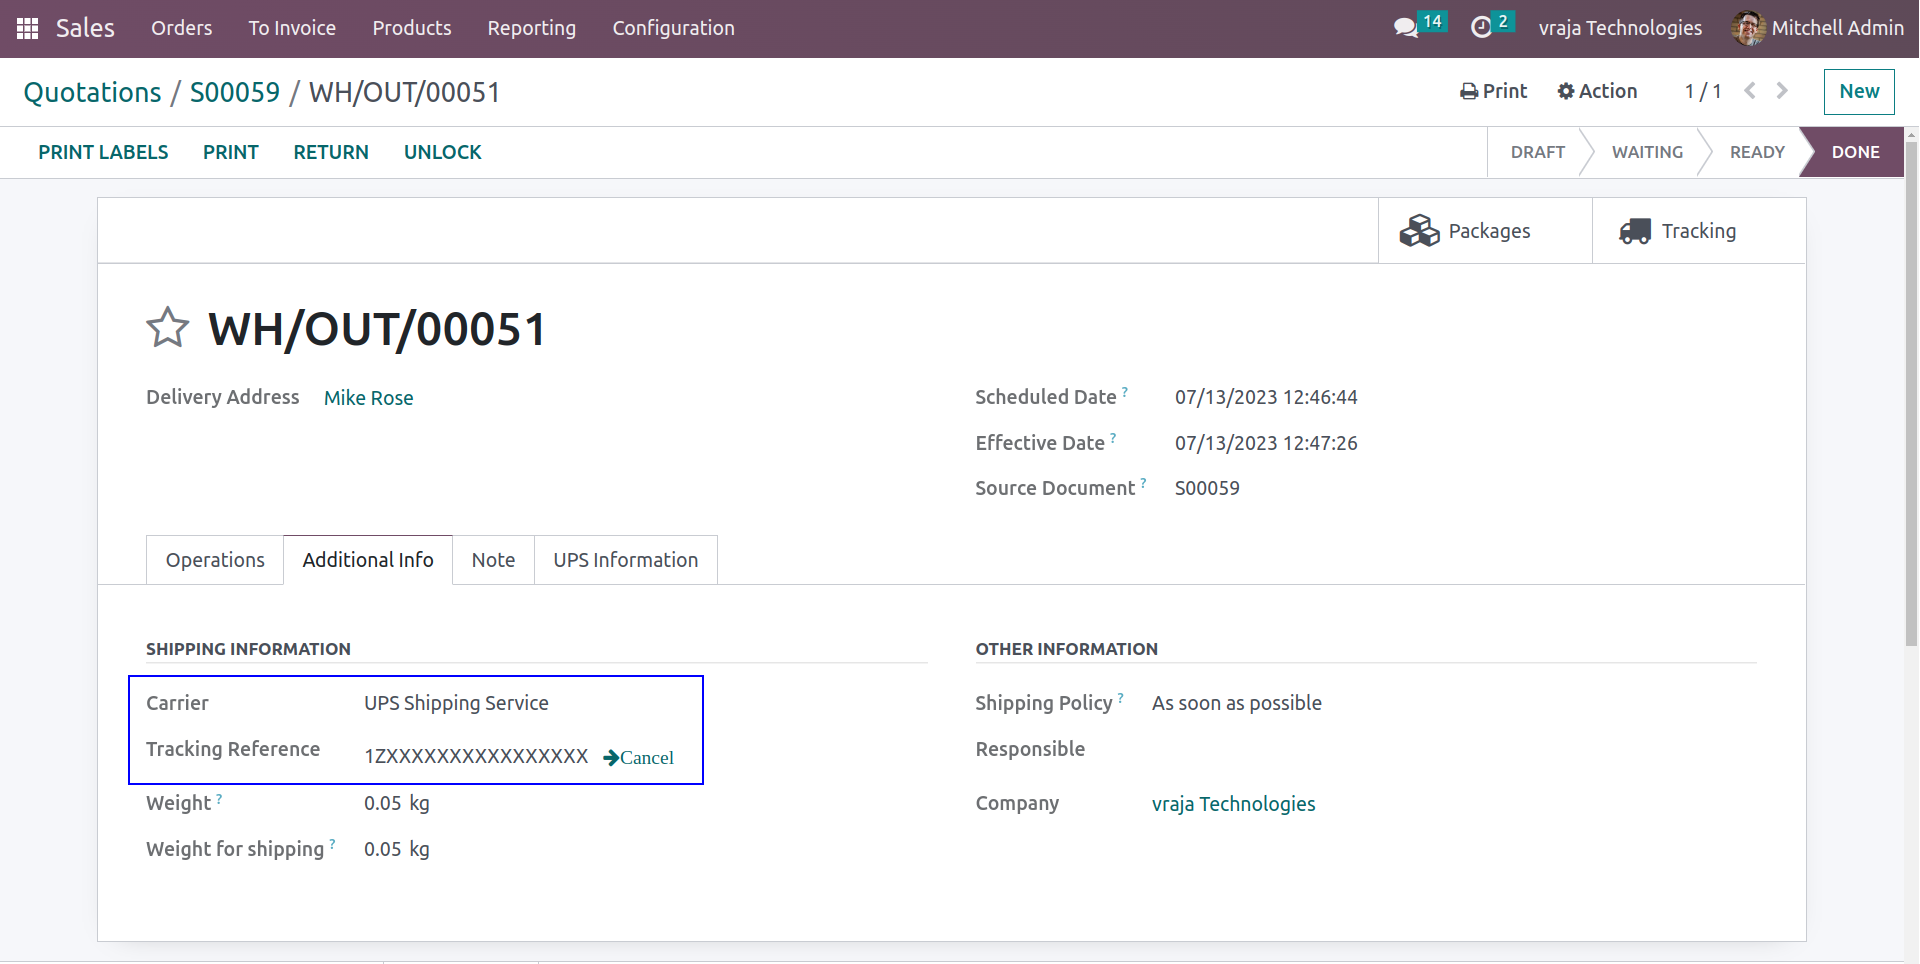 Sales Orders To Invoice Products Reporting Configuration 14 2 vraja Technologies Mitchell Admin
Quotations / S00059 / WH/OUT/00051 Print Action 1 / 1 New
PRINT LABELS PRINT RETURN UNLOCK DRAFT WAITING READY DONE
Packages Tracking
WH/OUT/00051
Delivery Address Mike Rose Scheduled Date ? 07/13/2023 12:46:44
Effective Date ? 07/13/2023 12:47:26
Source Document ? S00059
Operations Additional Info Note UPS Information
SHIPPING INFORMATION OTHER INFORMATION
Carrier UPS Shipping Service Shipping Policy ? As soon as possible
Tracking Reference 1ZXXXXXXXXXXXXXXXX Cancel Responsible
Weight ? 0.05 kg Company vraja Technologies
Weight for shipping ? 0.05 kg